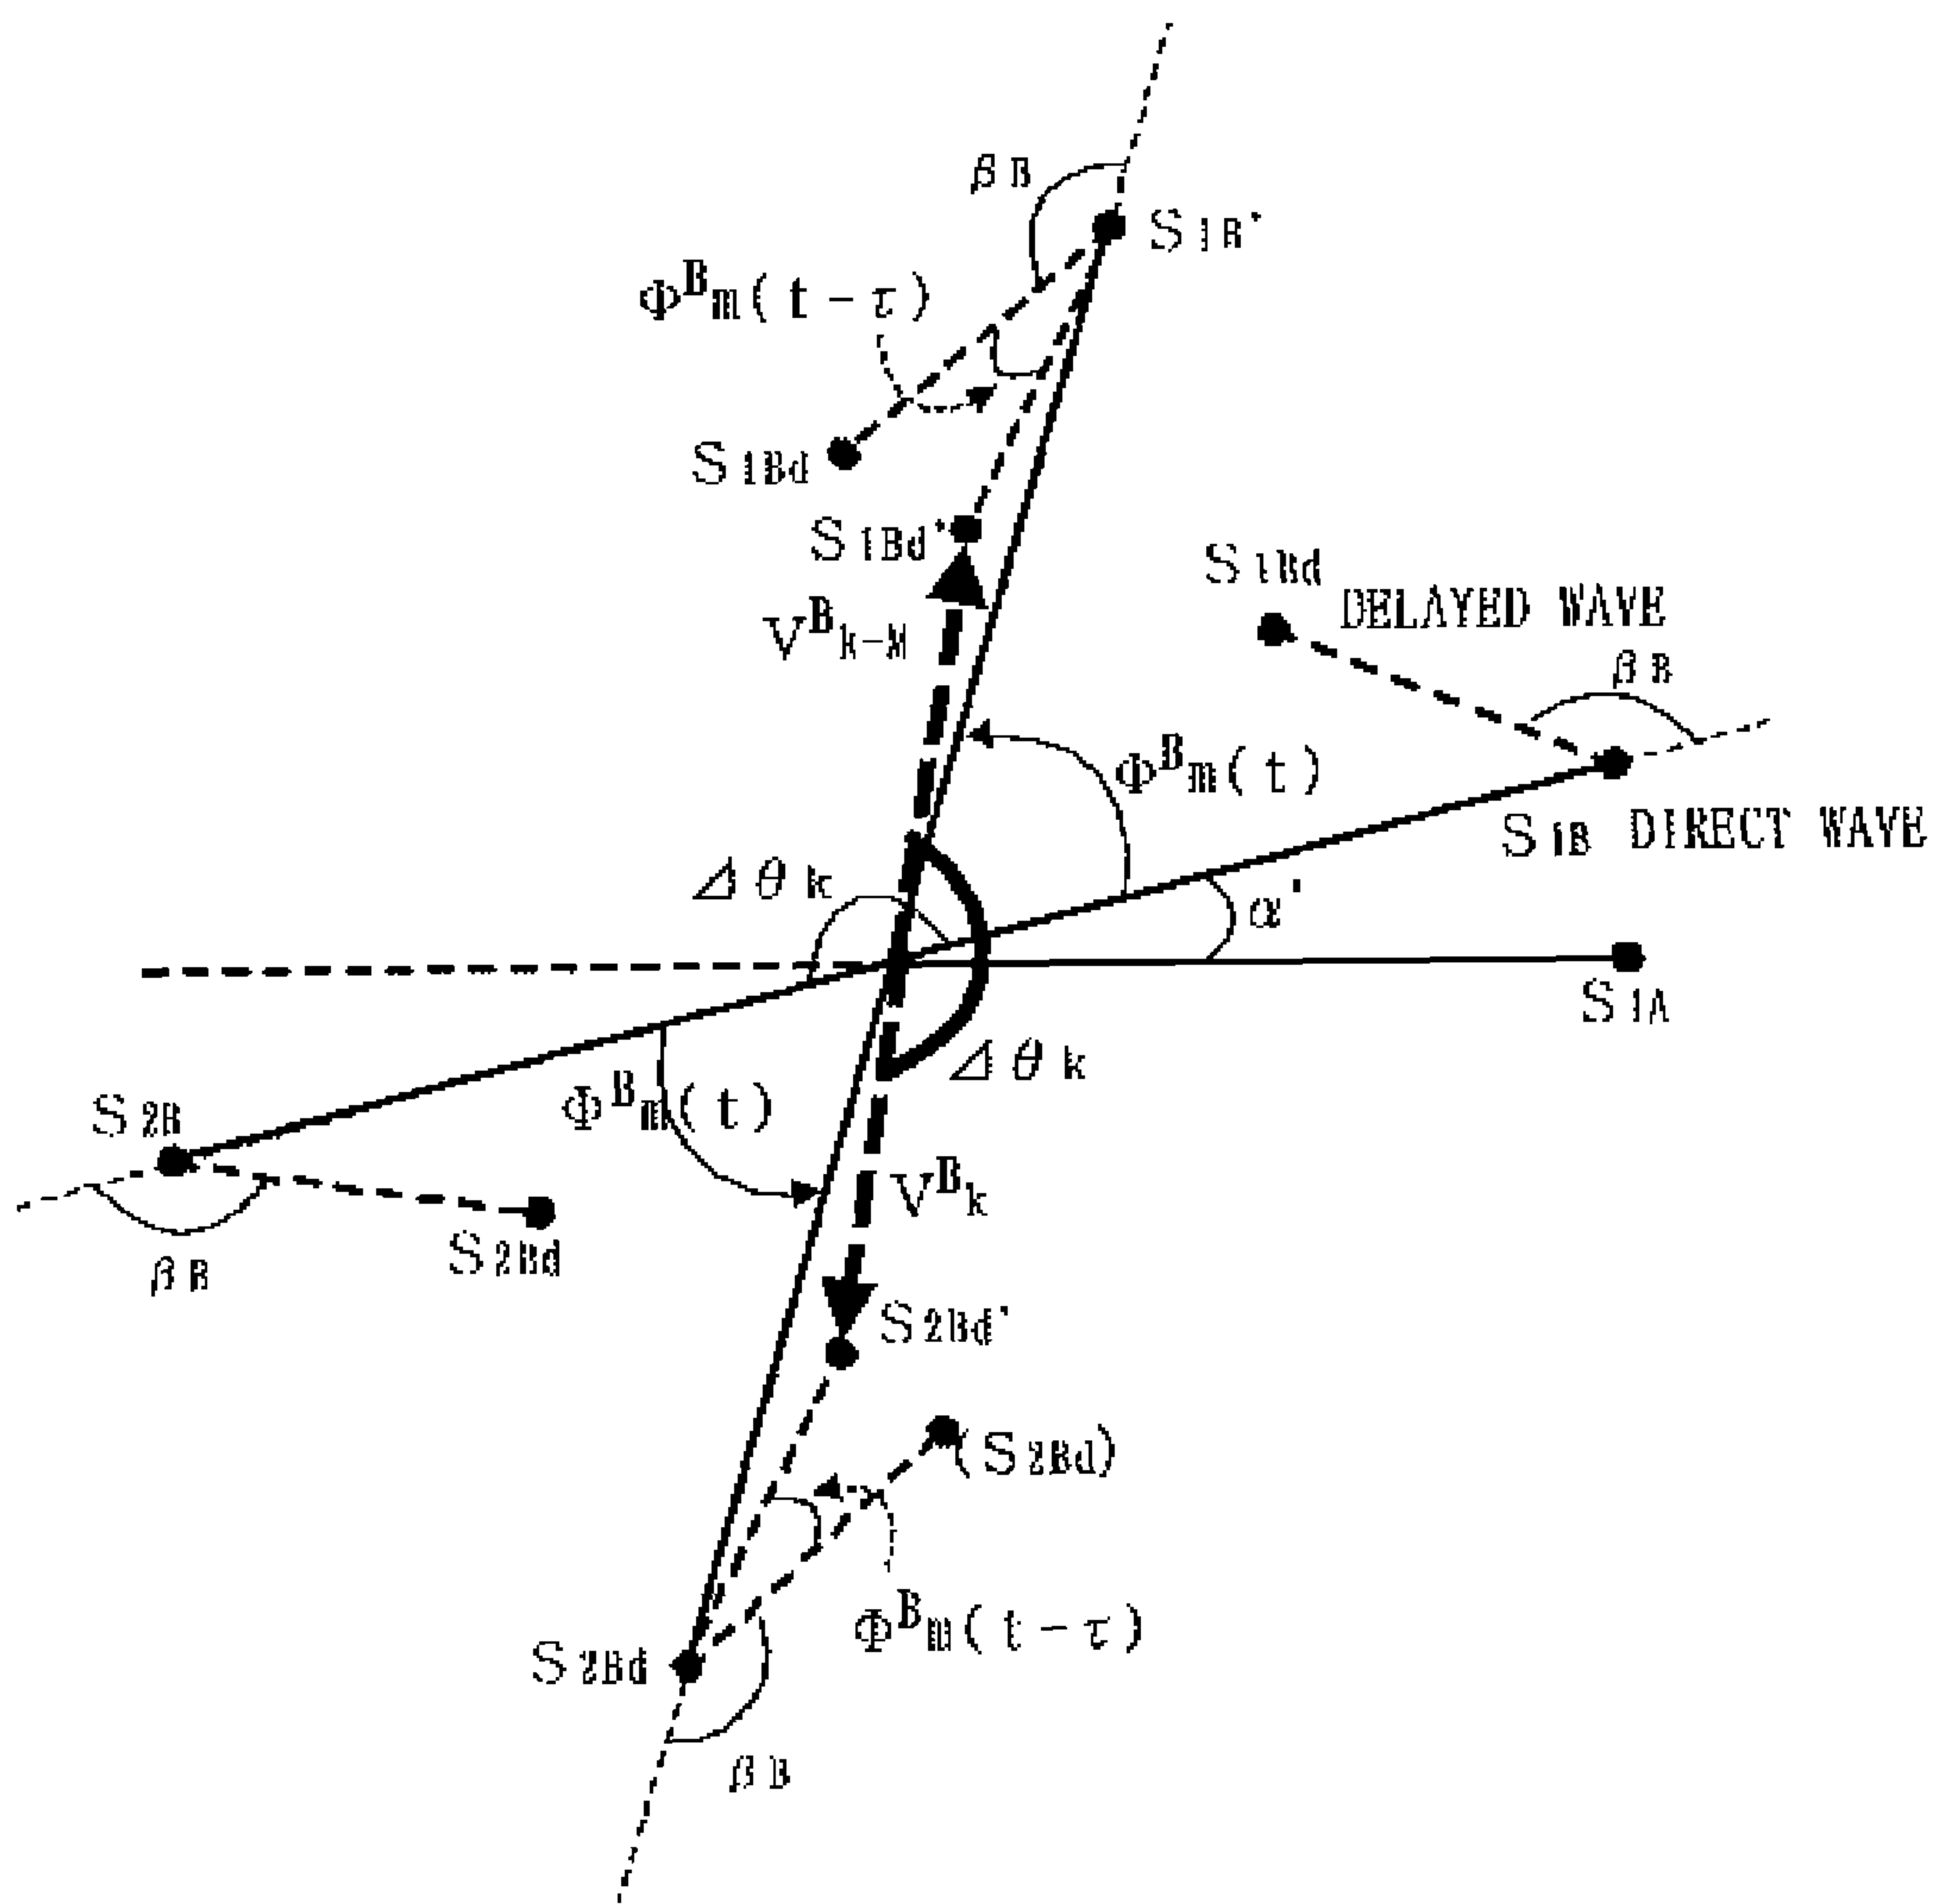 βB
S1B'
ΦBm(t-τ)
S1Bd
S1Bd'
S1Bd
DELAYED WAVE
VBk-M
βB
ΦBm(t)
S1B DIRECT WAVE
Δθk
α'
S1A
Δθk
S2B
ΦBm(t)
VBk
S2Bd
βB
S2Bd'
(S2Bd)
ΦBm(t-τ)
S2Bd
βB